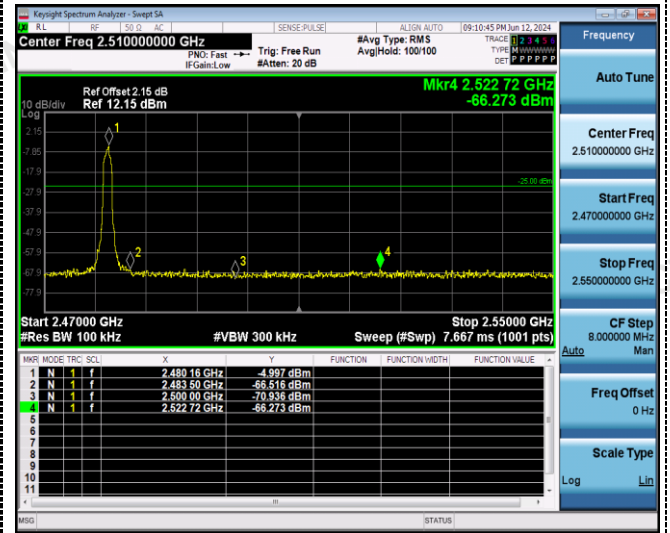 Keysight Spectrum Analyzer - Swept SA
RL RF 50 Ω AC SENSE:PULSE ALIGN AUTO 09:10:45 PM Jun 12, 2024
Center Freq 2.510000000 GHz
PNO: Fast
IFGain:Low
Trig: Free Run
#Atten: 20 dB
#Avg Type: RMS
Avg|Hold: 100/100
TRACE 1 2 3 4 5 6
TYPE M W W W W W
DET P P P P P P
Mkr4 2.522 72 GHz
-66.273 dBm
Ref Offset 2.15 dB
10 dB/div Ref 12.15 dBm
Log
2.15
-7.85
-17.9
-27.9
-37.9
-47.9
-57.9
-67.9
-77.9
-25.00 dBm
1
2
3
4
Start 2.47000 GHz Stop 2.55000 GHz
#Res BW 100 kHz #VBW 300 kHz Sweep (#Swp) 7.667 ms (1001 pts)
MKR MODE TRC SCL X Y FUNCTION FUNCTION WIDTH FUNCTION VALUE
1 N 1 f 2.480 16 GHz -4.997 dBm
2 N 1 f 2.483 50 GHz -66.516 dBm
3 N 1 f 2.500 00 GHz -70.936 dBm
4 N 1 f 2.522 72 GHz -66.273 dBm
5
6
7
8
9
10
11
MSG STATUS
Frequency
Auto Tune
Center Freq
2.510000000 GHz
Start Freq
2.470000000 GHz
Stop Freq
2.550000000 GHz
CF Step
8.000000 MHz
Auto Man
Freq Offset
0 Hz
Scale Type
Log Lin